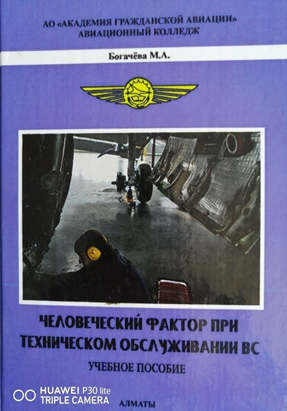 АО «АКАДЕМИЯ ГРАЖДАНСКОЙ АВИАЦИИ»
АВИАЦИОННЫЙ КОЛЛЕДЖ
Богачёва М.А.
ЧЕЛОВЕЧЕСКИЙ ФАКТОР ПРИ
ТЕХНИЧЕСКОМ ОБСЛУЖИВАНИИ ВС
УЧЕБНОЕ ПОСОБИЕ
HUAWEI P30 lite
TRIPLE CAMERA
АЛМАТЫ